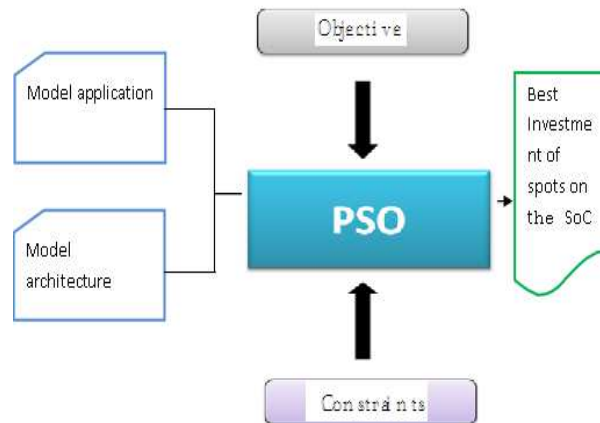 Objective
Model application
PSO
Model
architecture
Best
Investme
nt of
spots on
the SoC
Constraints